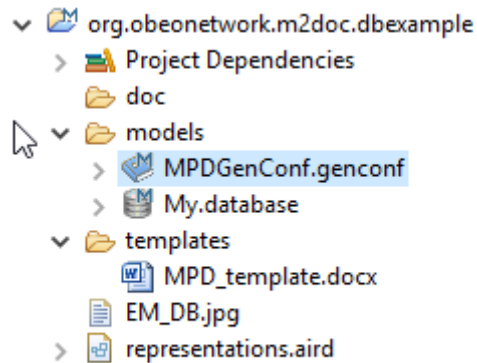 org.obeonetwork.m2doc.dbexample
Project Dependencies
doc
models
MPDGenConf.genconf
My.database
templates
MPD_template.docx
EM_DB.jpg
representations.aird